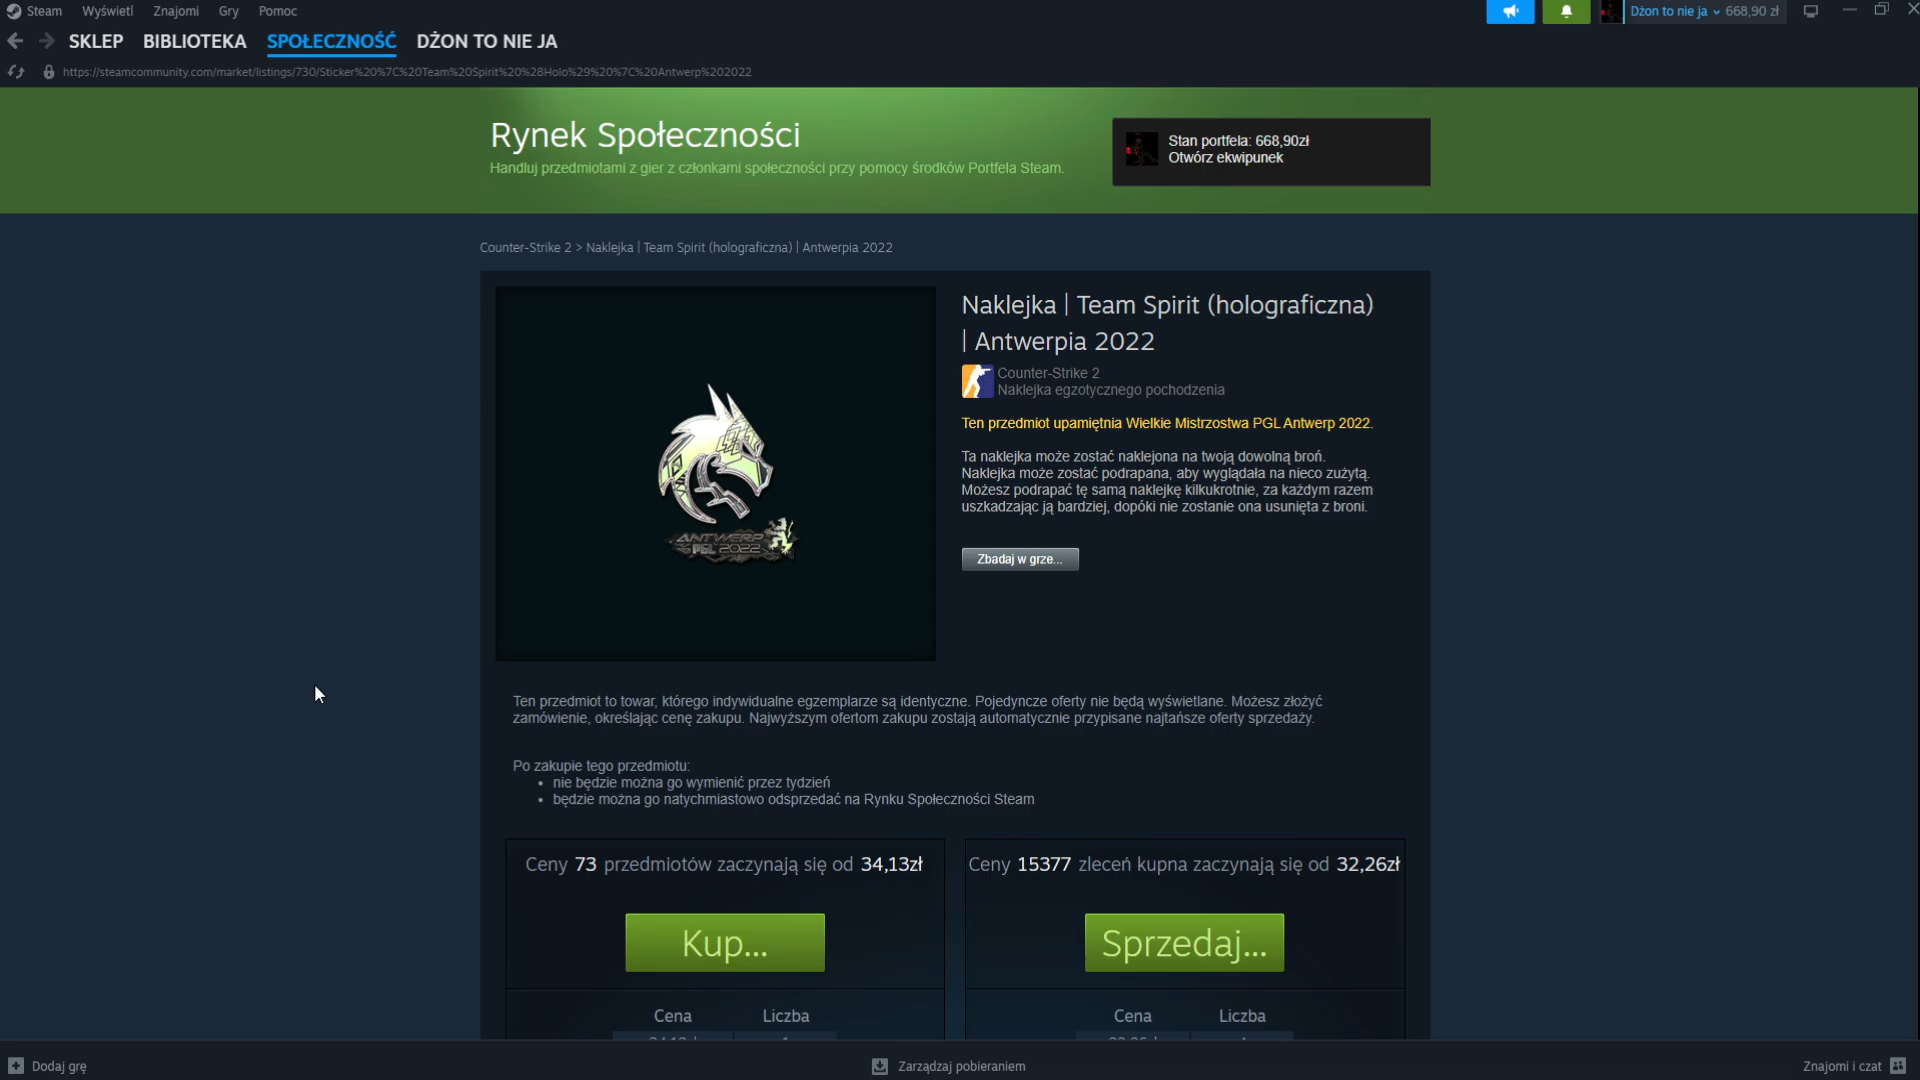 Steam Wyświetl Znajomi Gry Pomoc
Dżon to nie ja 668,90 zł
SKLEP BIBLIOTEKA SPOŁECZNOŚĆ DŻON TO NIE JA
https://steamcommunity.com/market/listings/730/Sticker%20%7C%20Team%20Spirit%20%28Holo%29%20%7C%20Antwerp%202022
Rynek Społeczności
Handluj przedmiotami z gier z członkami społeczności przy pomocy środków Portfela Steam.
Stan portfela: 668,90zł
Otwórz ekwipunek
Counter-Strike 2 > Naklejka | Team Spirit (holograficzna) | Antwerpia 2022
ANTWERP
PGL 2022
Naklejka | Team Spirit (holograficzna)
| Antwerpia 2022
Counter-Strike 2
Naklejka egzotycznego pochodzenia
Ten przedmiot upamiętnia Wielkie Mistrzostwa PGL Antwerp 2022.
Ta naklejka może zostać naklejona na twoją dowolną broń.
Naklejka może zostać podrapana, aby wyglądała na nieco zużytą.
Możesz podrapać tę samą naklejkę kilkukrotnie, za każdym razem
uszkadzając ją bardziej, dopóki nie zostanie ona usunięta z broni.
Zbadaj w grze...
Ten przedmiot to towar, którego indywidualne egzemplarze są identyczne. Pojedyncze oferty nie będą wyświetlane. Możesz złożyć
zamówienie, określając cenę zakupu. Najwyższym ofertom zakupu zostają automatycznie przypisane najtańsze oferty sprzedaży.
Po zakupie tego przedmiotu:
• nie będzie można go wymienić przez tydzień
• będzie można go natychmiastowo odsprzedać na Rynku Społeczności Steam
Ceny 73 przedmiotów zaczynają się od 34,13zł
Kup...
Cena Liczba
Ceny 15377 zleceń kupna zaczynają się od 32,26zł
Sprzedaj...
Cena Liczba
Dodaj grę
Zarządzaj pobieraniem
Znajomi i czat